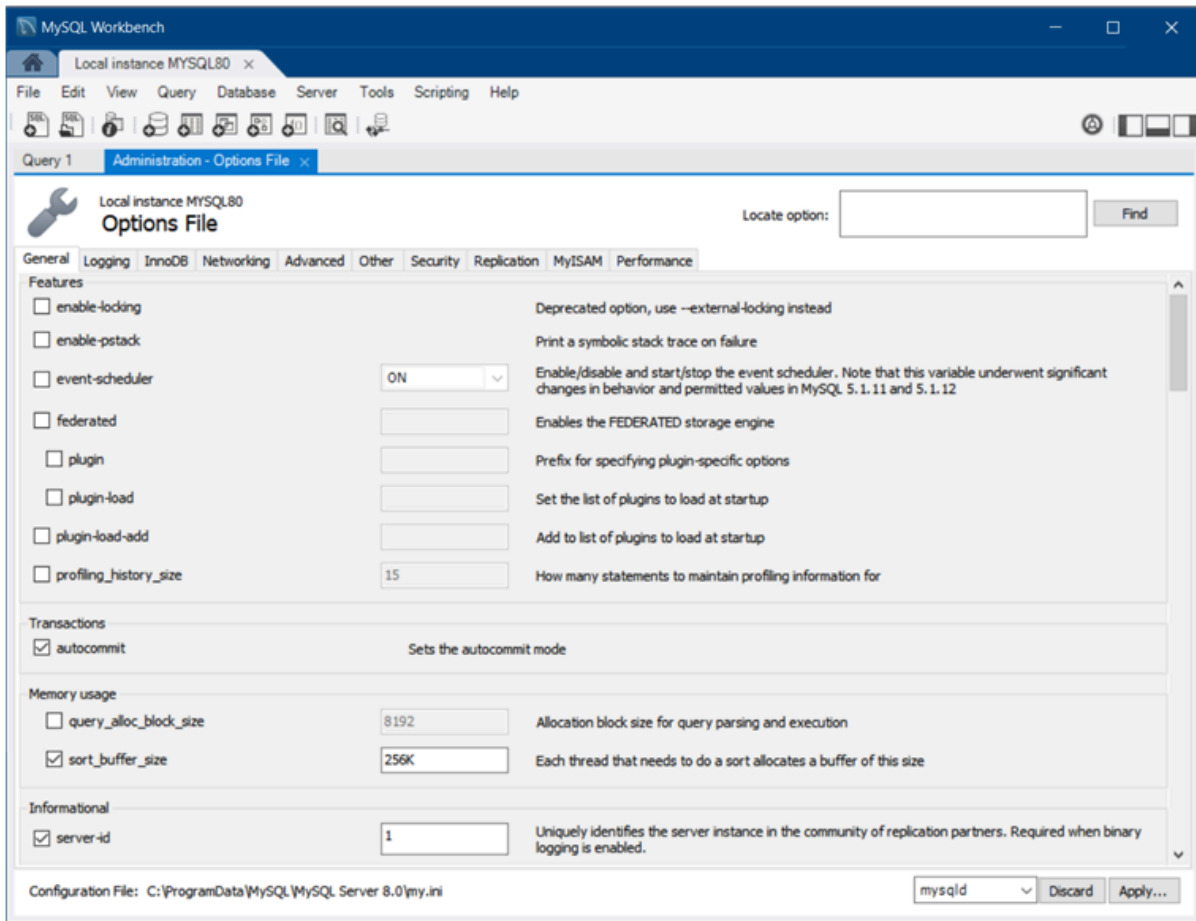 MySQL Workbench
Local instance MYSQL80
File Edit View Query Database Server Tools Scripting Help
Query 1 Administration - Options File
Local instance MYSQL80
Options File
Locate option: Find
General Logging InnoDB Networking Advanced Other Security Replication MyISAM Performance
Features
enable-locking Deprecated option, use --external-locking instead
enable-pstack Print a symbolic stack trace on failure
event-scheduler ON Enable/disable and start/stop the event scheduler. Note that this variable underwent significant
changes in behavior and permitted values in MySQL 5.1.11 and 5.1.12
federated Enables the FEDERATED storage engine
plugin Prefix for specifying plugin-specific options
plugin-load Set the list of plugins to load at startup
plugin-load-add Add to list of plugins to load at startup
profiling_history_size 15 How many statements to maintain profiling information for
Transactions
autocommit Sets the autocommit mode
Memory usage
query_alloc_block_size 8192 Allocation block size for query parsing and execution
sort_buffer_size 256K Each thread that needs to do a sort allocates a buffer of this size
Informational
server-id 1 Uniquely identifies the server instance in the community of replication partners. Required when binary
logging is enabled.
Configuration File: C:\ProgramData\MySQL\MySQL Server 8.0\my.ini mysqld Discard Apply...